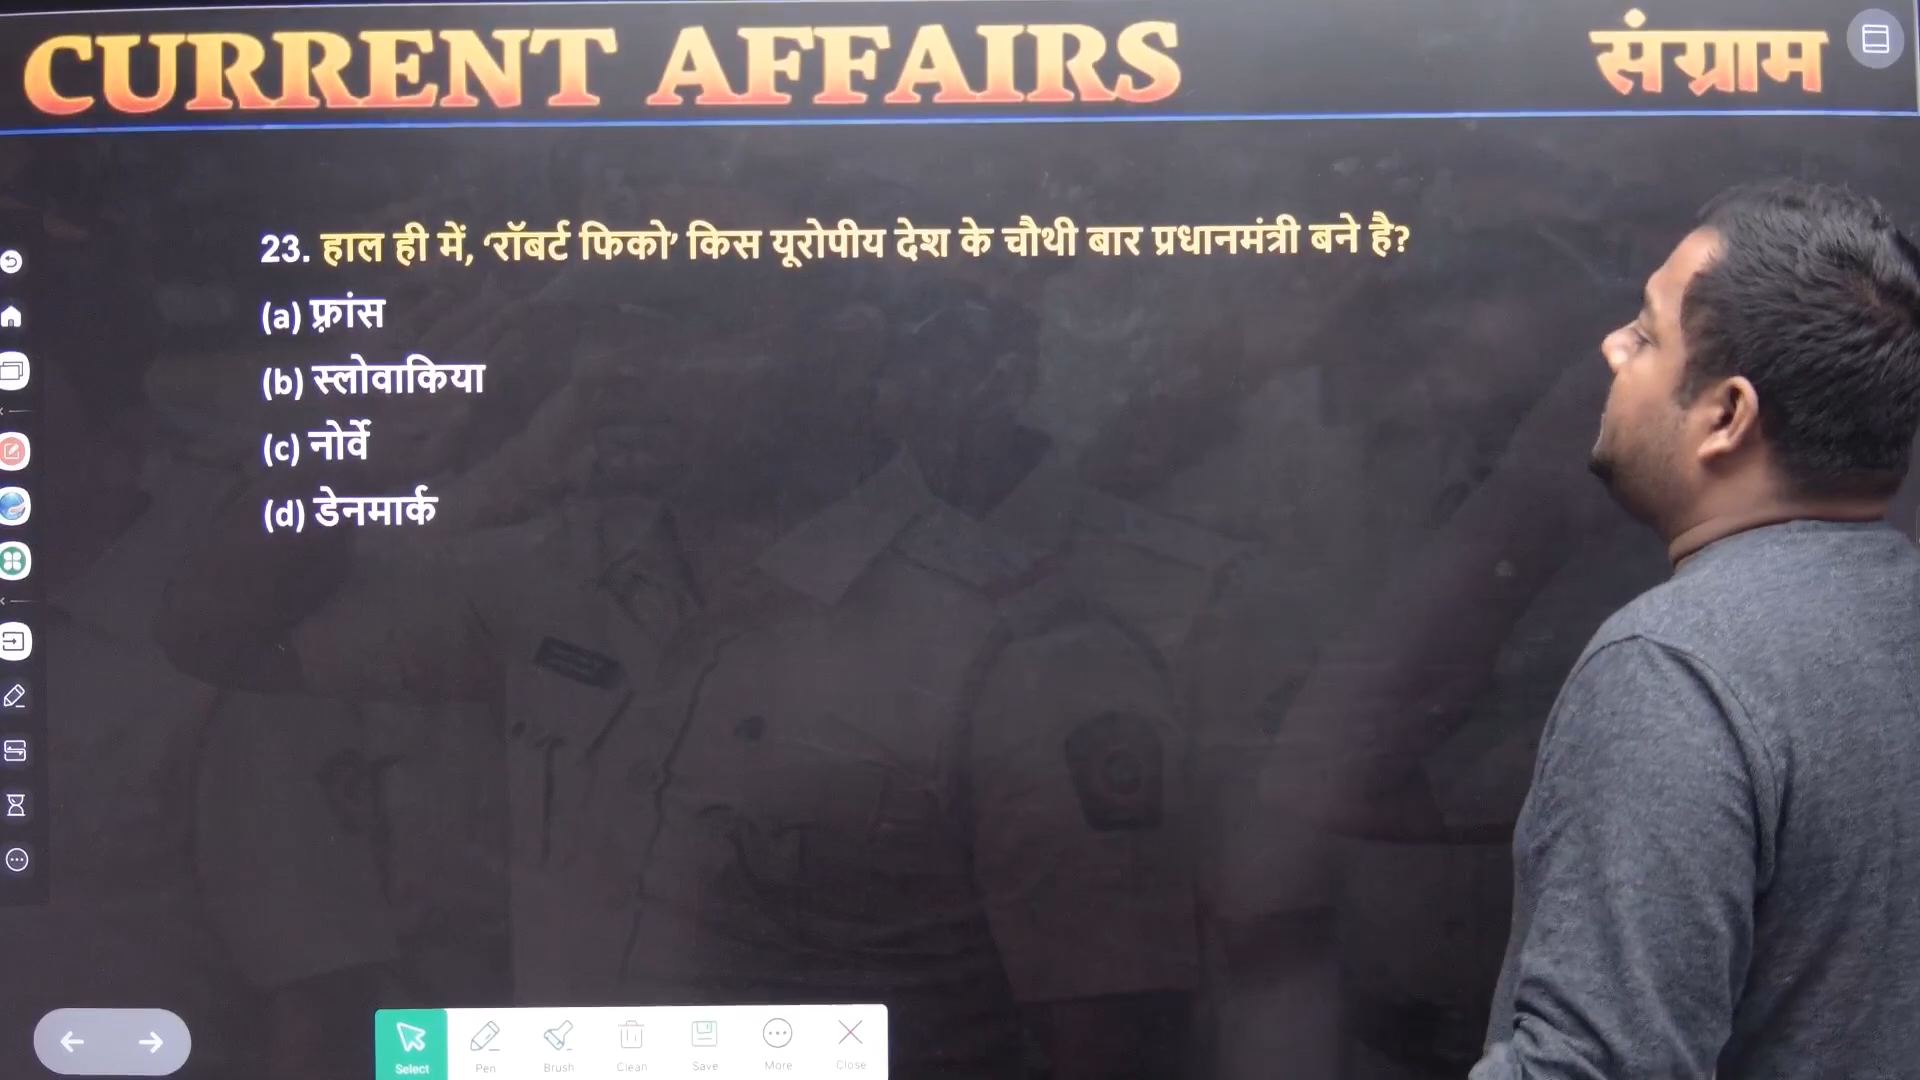 CURRENT AFFAIRS
संग्राम
23. हाल ही में, ‘रॉबर्ट फिको’ किस यूरोपीय देश के चौथी बार प्रधानमंत्री बने है?
(a) फ़्रांस
(b) स्लोवाकिया
(c) नोर्वे
(d) डेनमार्क
Select
Pen
Brush
Clean
Save
More
Close